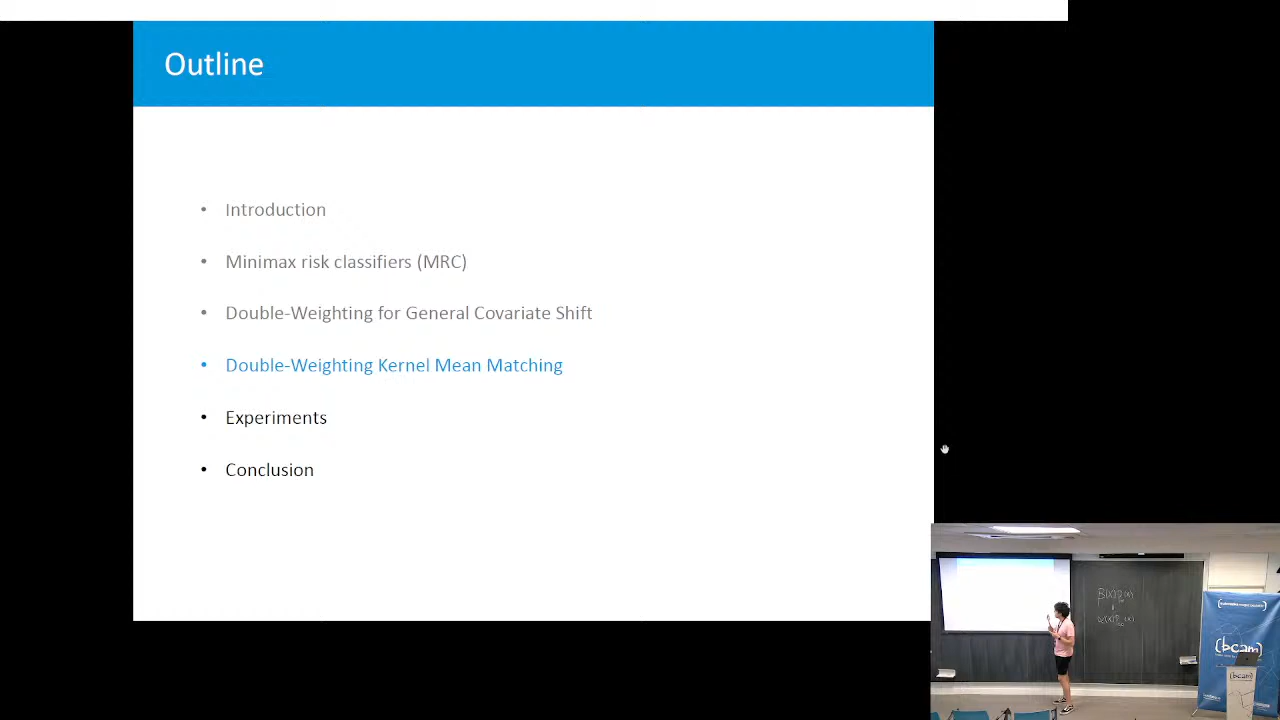 Outline
• Introduction
• Minimax risk classifiers (MRC)
• Double-Weighting for General Covariate Shift
• Double-Weighting Kernel Mean Matching
• Experiments
• Conclusion
(bcam)
(bcam)